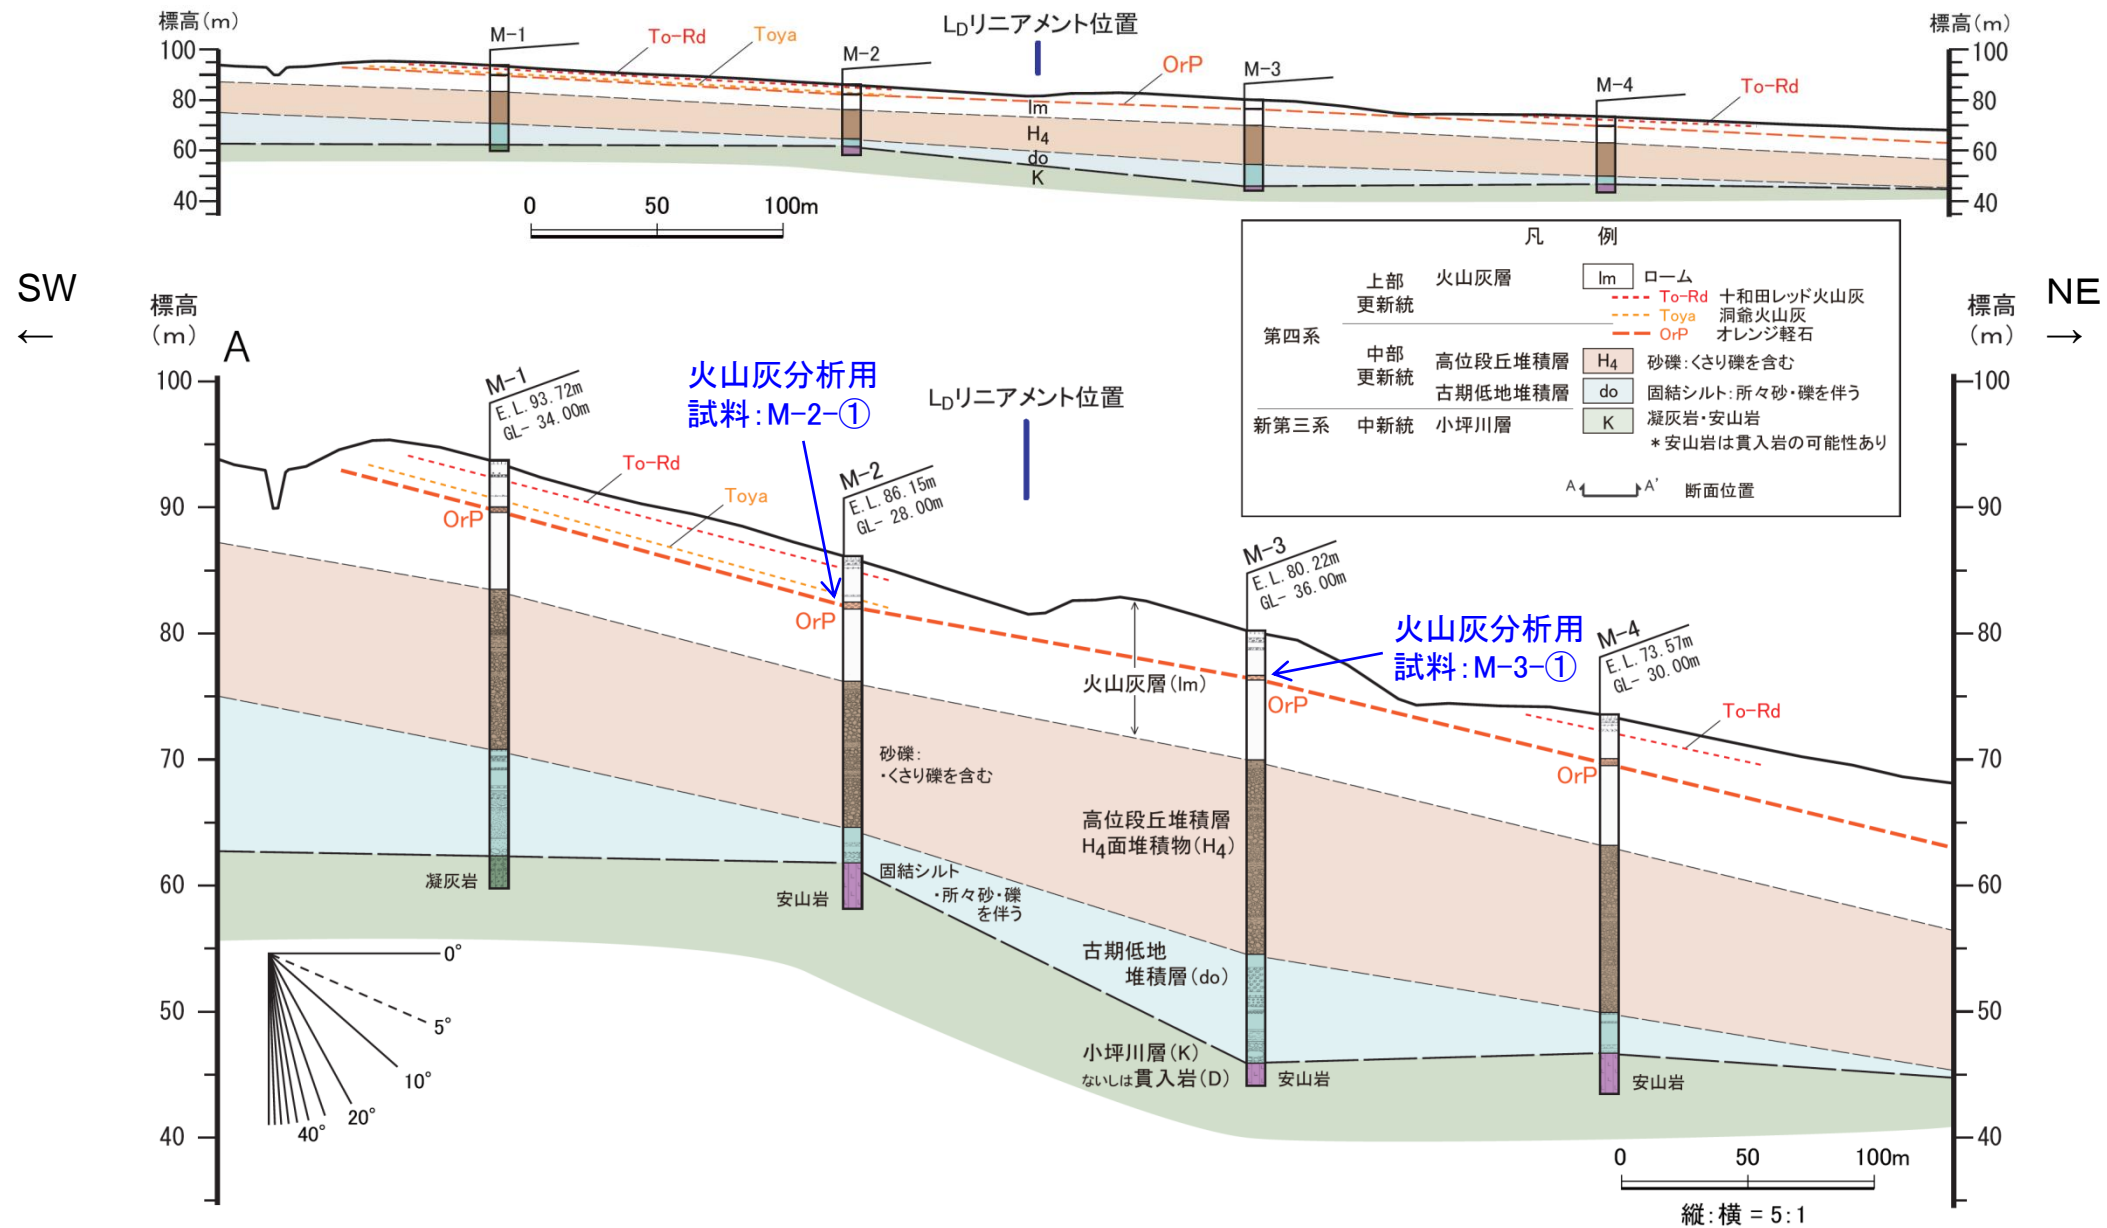 標高(m)
100
80
60
40
M-1
To-Rd
Toya
M-2
LDリニアメント位置
OrP
M-3
M-4
To-Rd
標高(m)
100
80
60
40
lm
H4
do
K
0 50 100m
凡 例
第四系
上部
更新統
火山灰層
lm ローム
To-Rd 十和田レッド火山灰
Toya 洞爺火山灰
OrP オレンジ軽石
中部
更新統
高位段丘堆積層
H4 砂礫:くさり礫を含む
古期低地堆積層
do 固結シルト:所々砂・礫を伴う
新第三系 中新統 小坪川層
K 凝灰岩・安山岩
*安山岩は貫入岩の可能性あり
A A' 断面位置
SW
←
NE
→
標高
(m)
A
100
90
80
70
60
50
40
標高
(m)
100
90
80
70
60
50
40
M-1
E.L. 93.72m
GL- 34.00m
火山灰分析用
試料:M-2-①
LDリニアメント位置
M-2
E.L. 86.15m
GL- 28.00m
To-Rd
Toya
OrP
OrP
M-3
E.L. 80.22m
GL- 36.00m
火山灰分析用
試料:M-3-①
M-4
E.L. 73.57m
GL- 30.00m
火山灰層(lm)
OrP
To-Rd
OrP
砂礫:
・くさり礫を含む
高位段丘堆積層
H4面堆積物(H4)
凝灰岩
安山岩
固結シルト
・所々砂・礫
を伴う
古期低地
堆積層(do)
小坪川層(K)
ないしは貫入岩(D)
安山岩
安山岩
0°
5°
10°
20°
40°
0 50 100m
縦:横 = 5:1